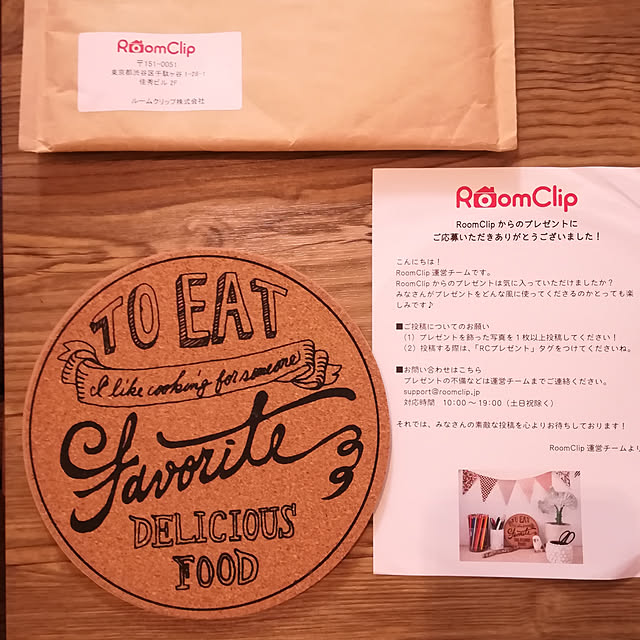 RoomClip
〒151-0051
東京都渋谷区千駄ヶ谷1-28-1
佳秀ビル2F
ルームクリップ株式会社
RoomClip
RoomClip からのプレゼントに
ご応募いただきありがとうございました！
こんにちは！
RoomClip 運営チームです。
RoomClip からのプレゼントは気に入っていただけましたか？
みなさんがプレゼントをどんな風に使ってくださるのかとっても楽
しみです♪
■ご投稿についてのお願い
（1）プレゼントを飾った写真を1枚以上投稿してください！
（2）投稿する際は、「RCプレゼント」タグをつけてくださいね。
■お問い合わせはこちら
プレゼントの不備などは運営チームまでご連絡ください。
support@roomclip.jp
対応時間　10:00～19:00（土日祝除く）
それでは、みなさんの素敵な投稿を心よりお待ちしております！
RoomClip 運営チームより
TO EAT
I like cooking for someone
Favorite
DELICIOUS
FOOD
TO EAT
Favorite